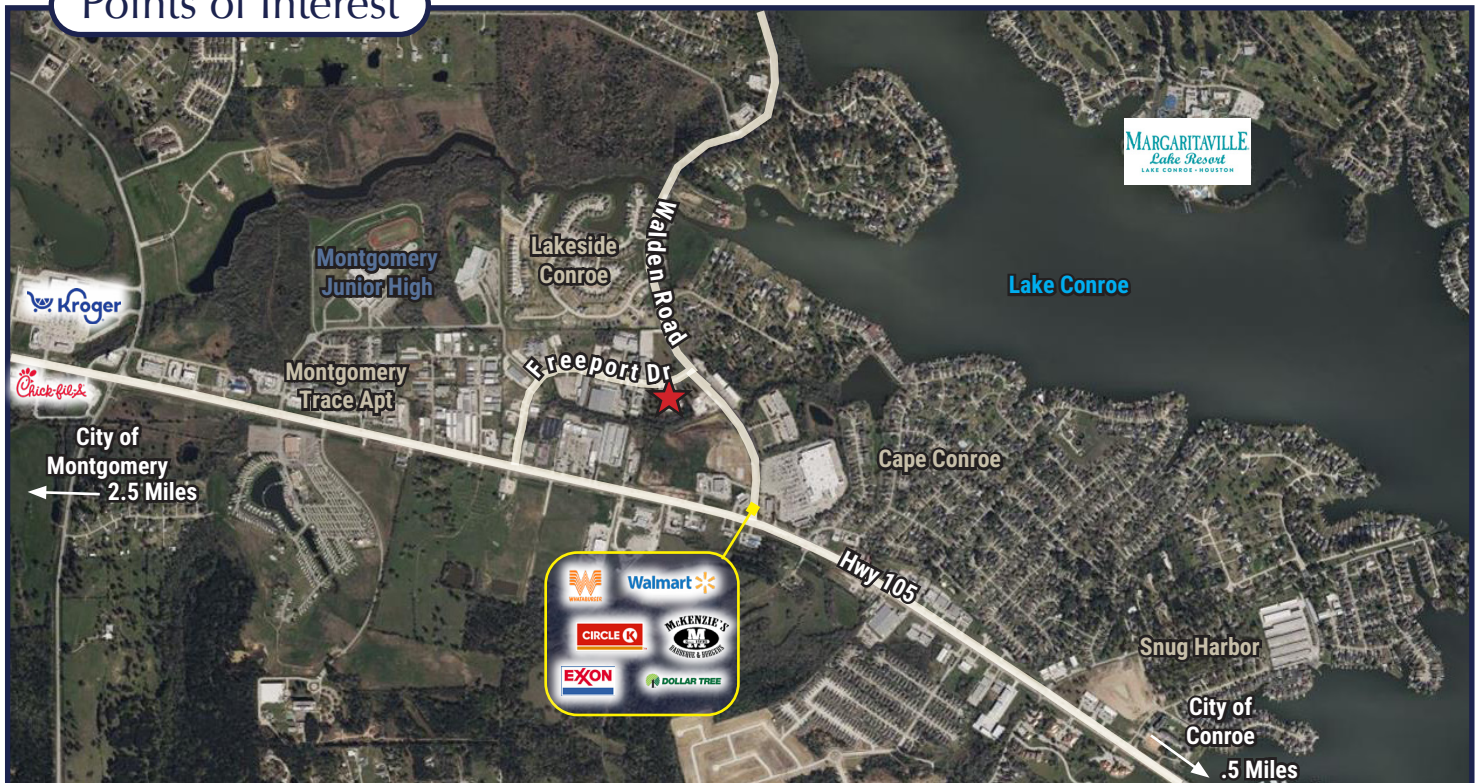 Points of Interest
MARGARITAVILLE
Lake Resort
LAKE CONROE • HOUSTON
Walden Road
Lakeside
Conroe
Montgomery
Junior High
Lake Conroe
Kroger
Freeport Dr
Chick-fil-A
Montgomery
Trace Apt
City of
Montgomery
2.5 Miles
Cape Conroe
Hwy 105
WHATABURGER
Walmart
CIRCLE K
McKENZIE'S
M
BARBEQUE & BURGERS
EXXON
DOLLAR TREE
Snug Harbor
City of
Conroe
.5 Miles